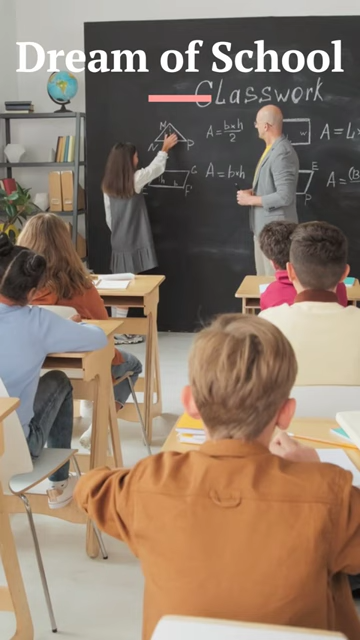 Dream of School
Classwork
M
A = b×h/2
W
A = L×
N
P
G
A = b×h
E
h
b
F
P